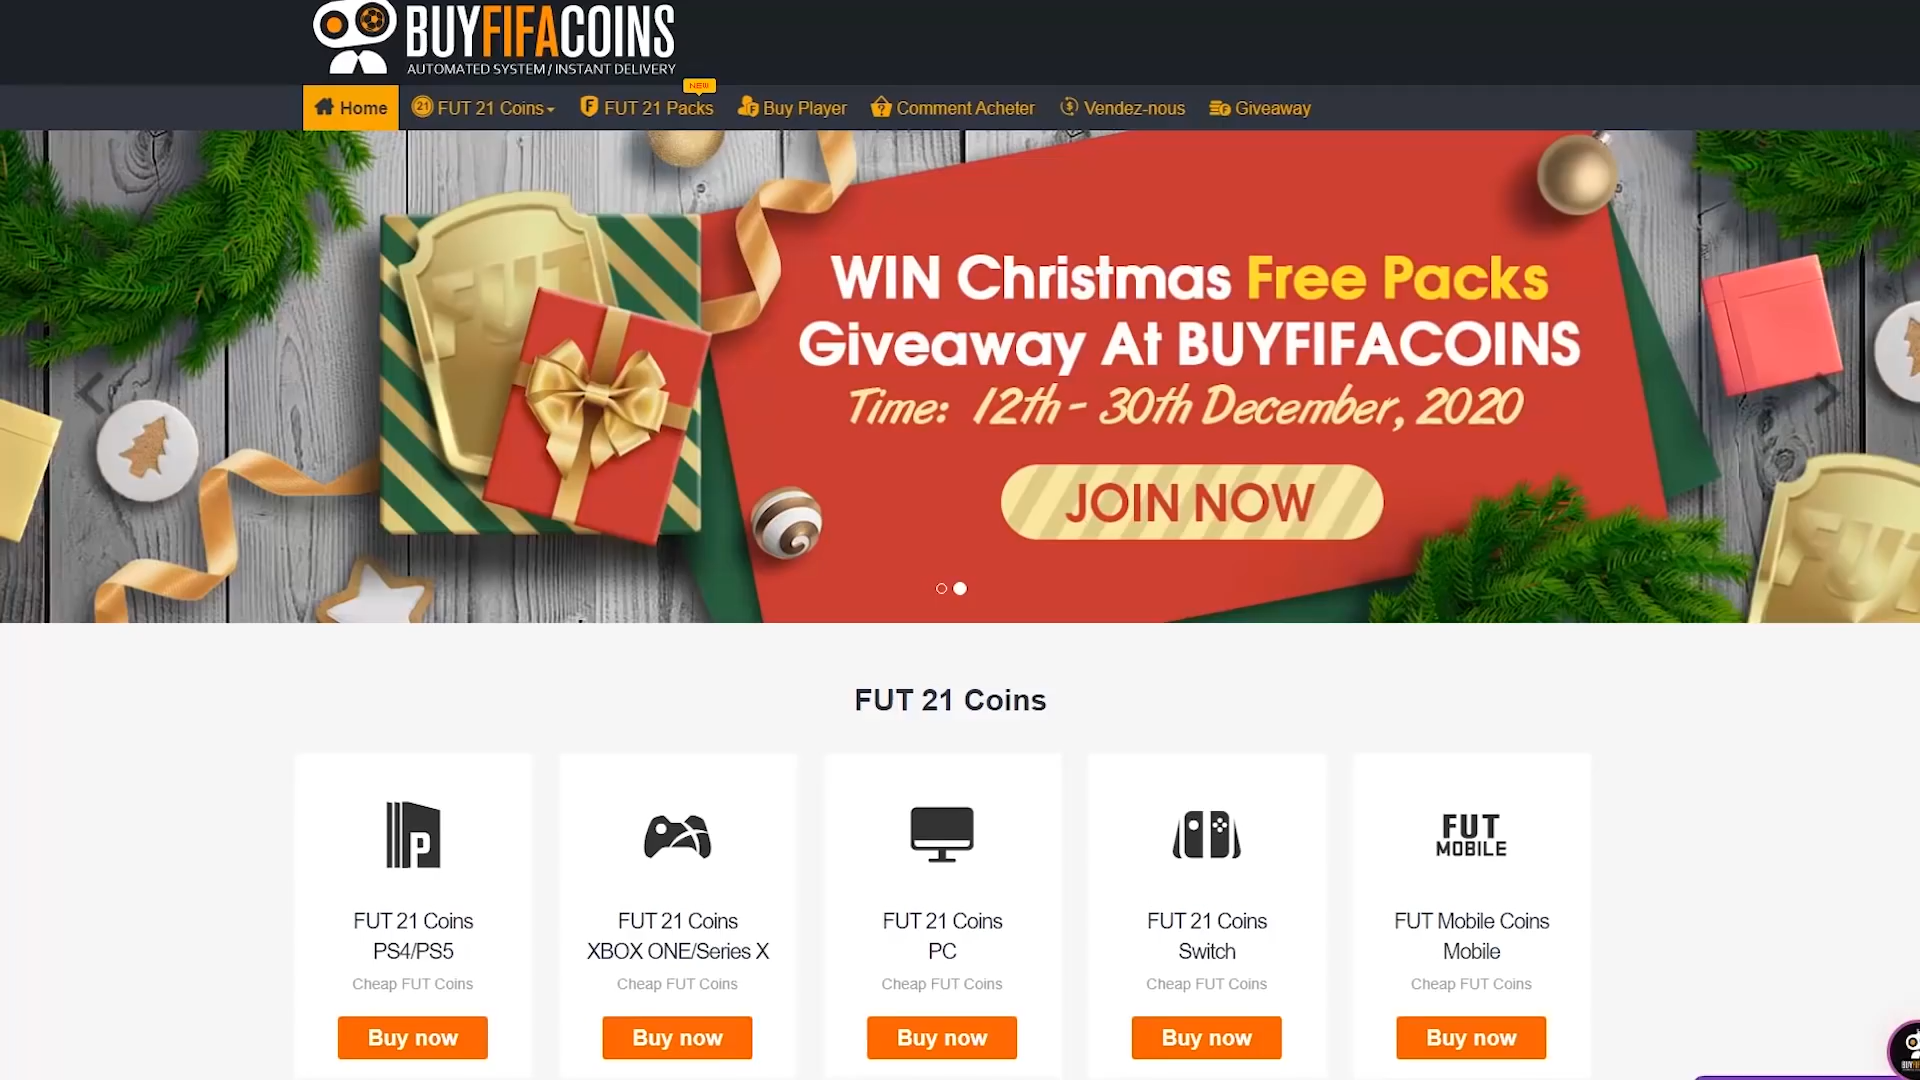 BUYFIFACOINS
AUTOMATED SYSTEM / INSTANT DELIVERY
NEW
Home
21 FUT 21 Coins
F FUT 21 Packs
Buy Player
Comment Acheter
Vendez-nous
Giveaway
FUT
WIN Christmas Free Packs
Giveaway At BUYFIFACOINS
Time: 12th - 30th December, 2020
JOIN NOW
FUT
FUT 21 Coins
P
FUT
MOBILE
FUT 21 Coins
PS4/PS5
Cheap FUT Coins
Buy now
FUT 21 Coins
XBOX ONE/Series X
Cheap FUT Coins
Buy now
FUT 21 Coins
PC
Cheap FUT Coins
Buy now
FUT 21 Coins
Switch
Cheap FUT Coins
Buy now
FUT Mobile Coins
Mobile
Cheap FUT Coins
Buy now